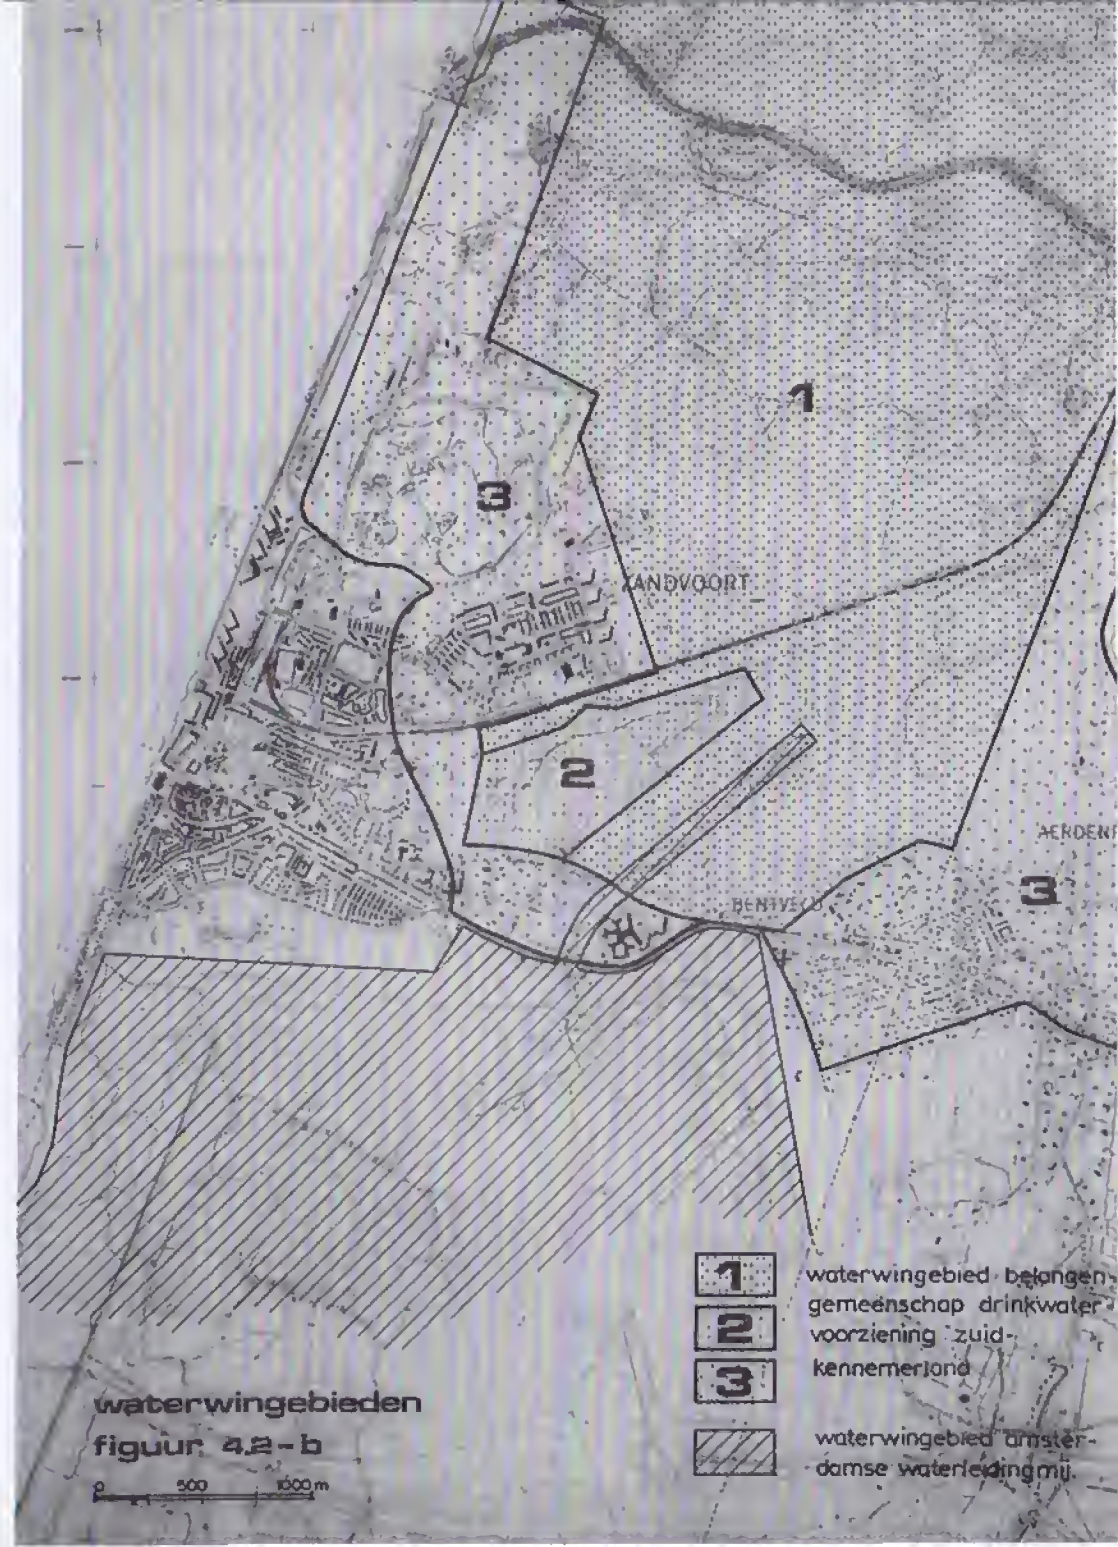 1
3
ZANDVOORT
2
AERDEN
3
BENTVELD
1
waterwingebied belangen-
gemeenschap drinkwater-
2
voorziening zuid-
3
kennemerland
waterwingebieden
figuur 4.2-b
waterwingebied amster-
damse waterleidingmij.
0 500 1000m